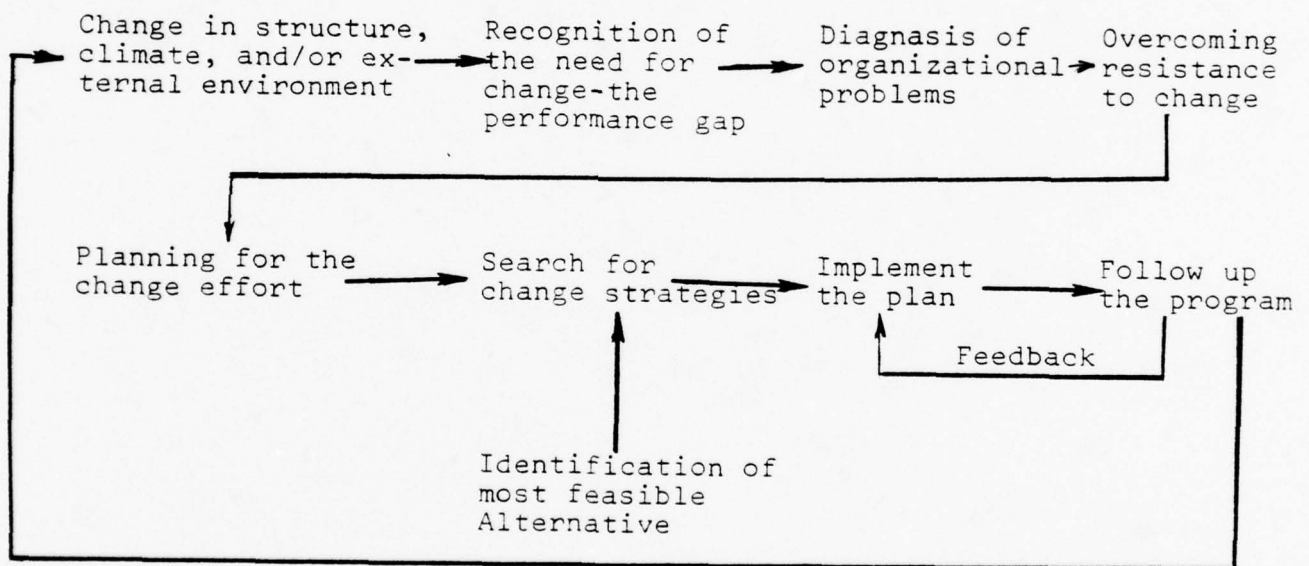 Change in structure,
climate, and/or ex-
ternal environment
Recognition of
the need for
change-the
performance gap
Diagnasis of
organizational
problems
Overcoming
resistance
to change
Planning for the
change effort
Search for
change strategies
Implement
the plan
Follow up
the program
Feedback
Identification of
most feasible
Alternative